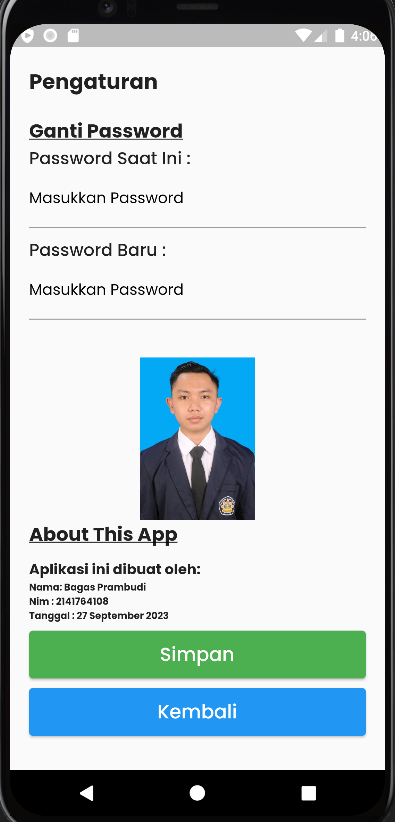 4:06
Pengaturan
Ganti Password
Password Saat Ini :
Masukkan Password
Password Baru :
Masukkan Password
About This App
Aplikasi ini dibuat oleh:
Nama: Bagas Prambudi
Nim : 2141764108
Tanggal : 27 September 2023
Simpan
Kembali